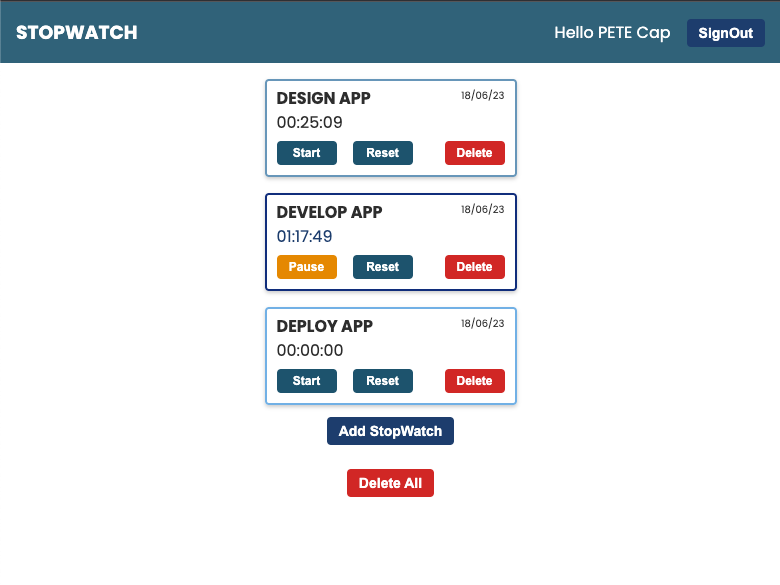 STOPWATCH
Hello PETE Cap
SignOut
DESIGN APP
18/06/23
00:25:09
Start Reset Delete
DEVELOP APP
18/06/23
01:17:49
Pause Reset Delete
DEPLOY APP
18/06/23
00:00:00
Start Reset Delete
Add StopWatch
Delete All